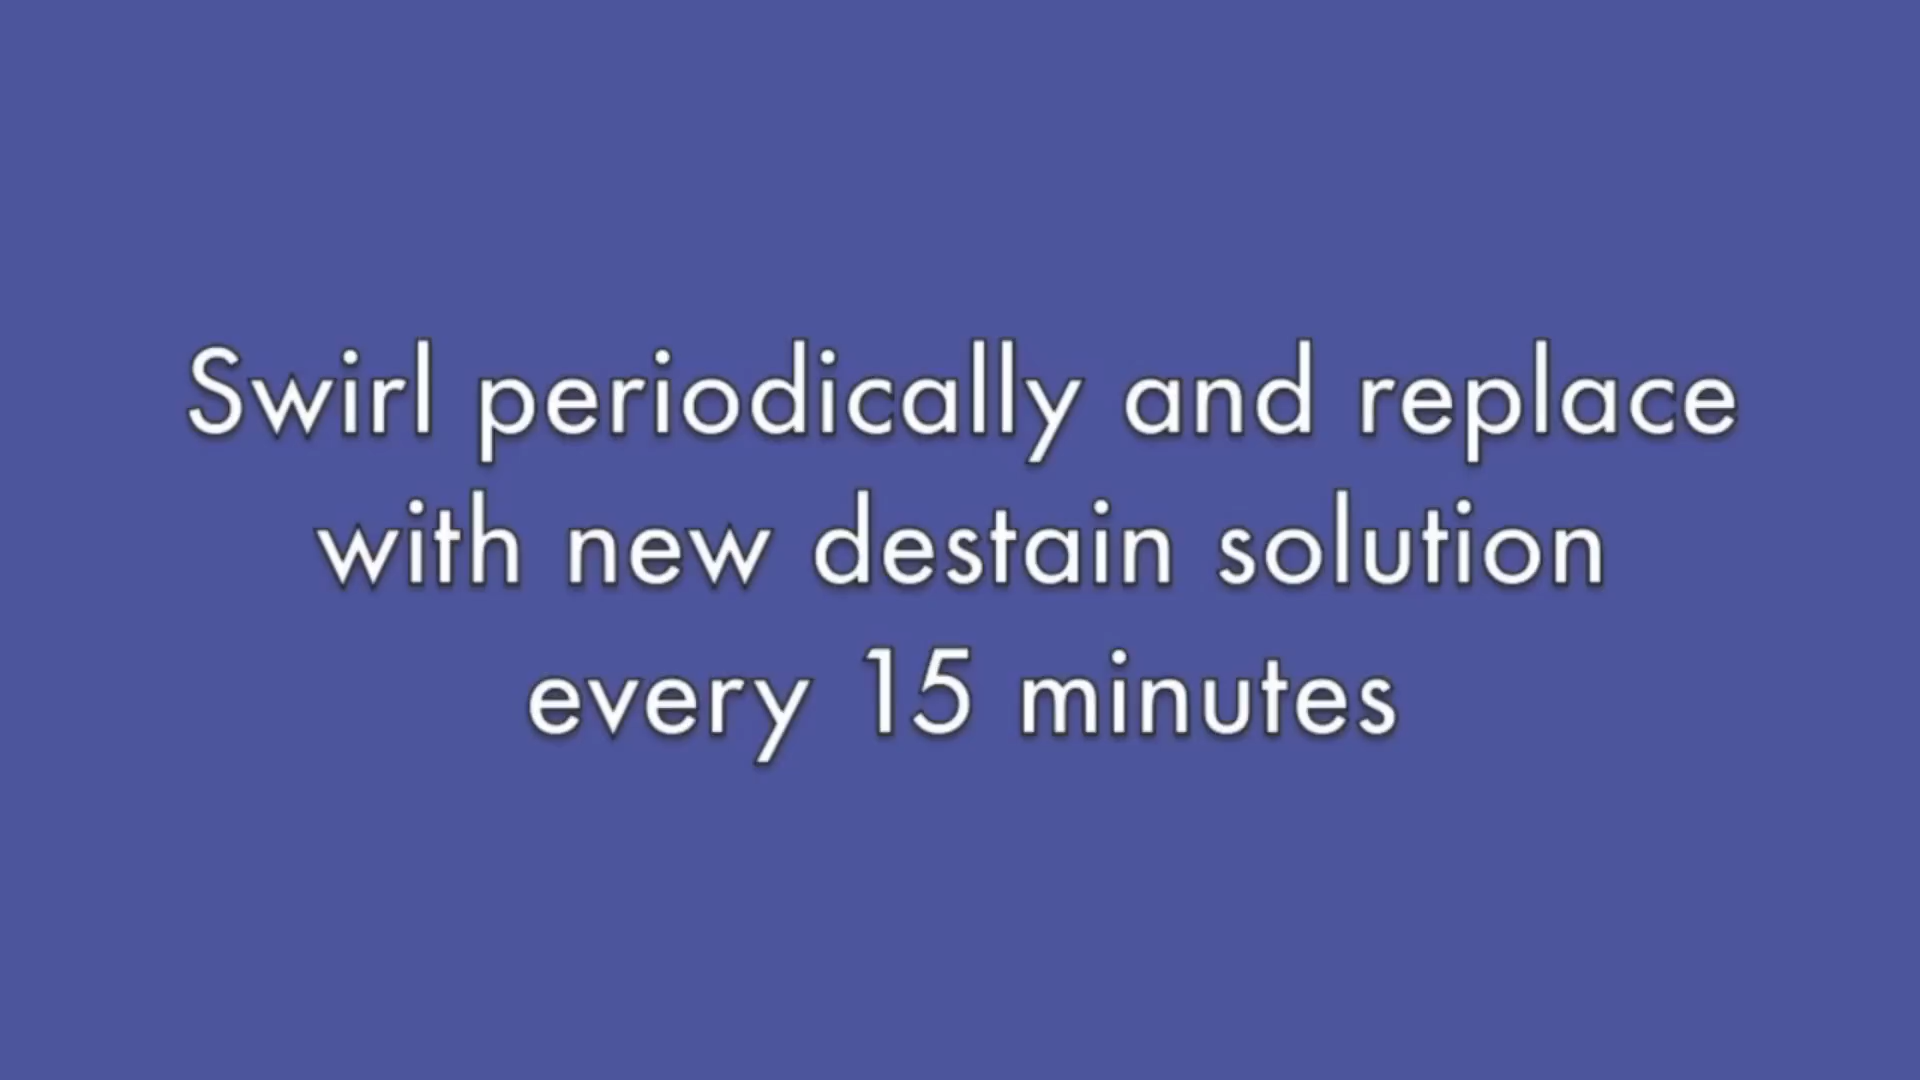 Swirl periodically and replace
with new destain solution
every 15 minutes